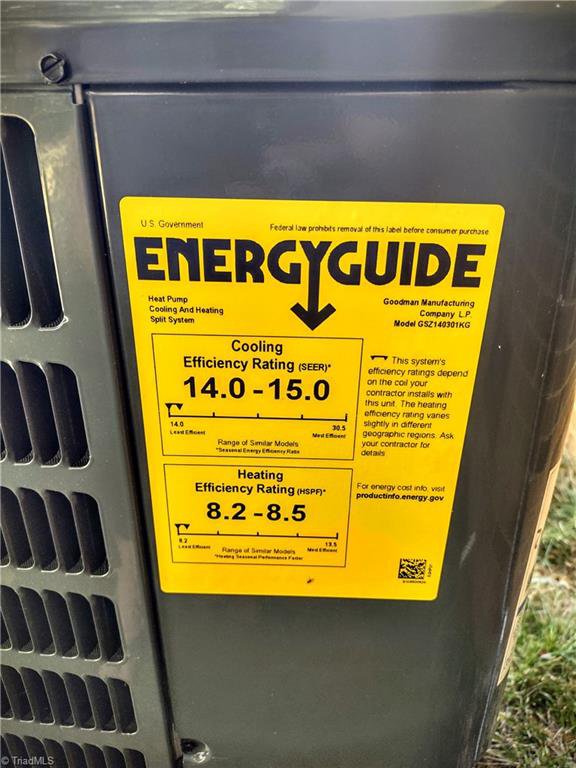 U.S. Government
Federal law prohibits removal of this label before consumer purchase
ENERGYGUIDE
Heat Pump
Cooling And Heating
Split System
Goodman Manufacturing
Company L.P.
Model GSZ140301KG
Cooling
Efficiency Rating (SEER)*
14.0 - 15.0
14.0
30.5
Least Efficient
Most Efficient
Range of Similar Models
*Seasonal Energy Efficiency Ratio
This system's
efficiency ratings depend
on the coil your
contractor installs with
this unit. The heating
efficiency rating varies
slightly in different
geographic regions. Ask
your contractor for
details
Heating
Efficiency Rating (HSPF)*
8.2 - 8.5
8.2
13.5
Least Efficient
Most Efficient
Range of Similar Models
*Heating Seasonal Performance Factor
For energy cost info, visit
productinfo.energy.gov
© TriadMLS